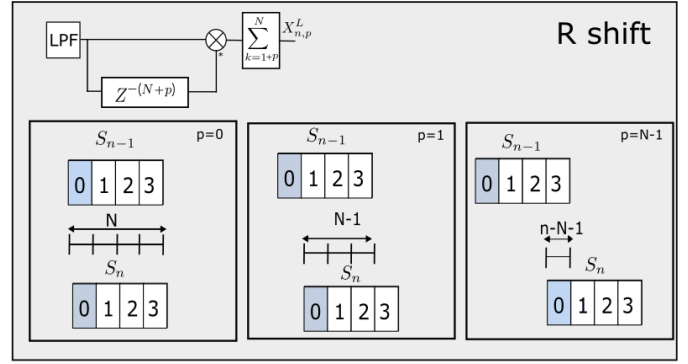 R shift
LPF
Z^{-(N+p)}
*
\sum_{k=1+p}^{N}
X_{n,p}^{L}
p=0
S_{n-1}
0 1 2 3
N
S_n
0 1 2 3
p=1
S_{n-1}
0 1 2 3
N-1
S_n
0 1 2 3
p=N-1
S_{n-1}
0 1 2 3
n-N-1
S_n
0 1 2 3